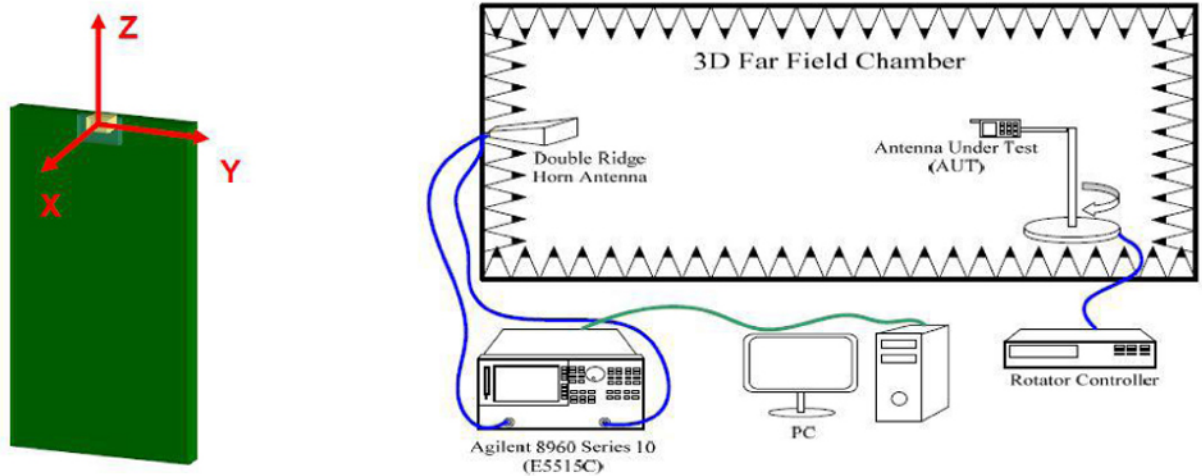 Z
Y
X
3D Far Field Chamber
Double Ridge
Horn Antenna
Antenna Under Test
(AUT)
Agilent 8960 Series 10
(E5515C)
PC
Rotator Controller